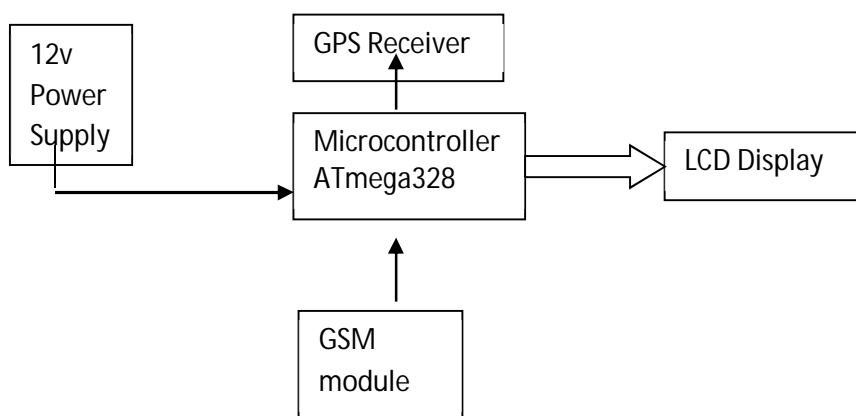 12v
Power
Supply
GPS Receiver
Microcontroller
ATmega328
LCD Display
GSM
module